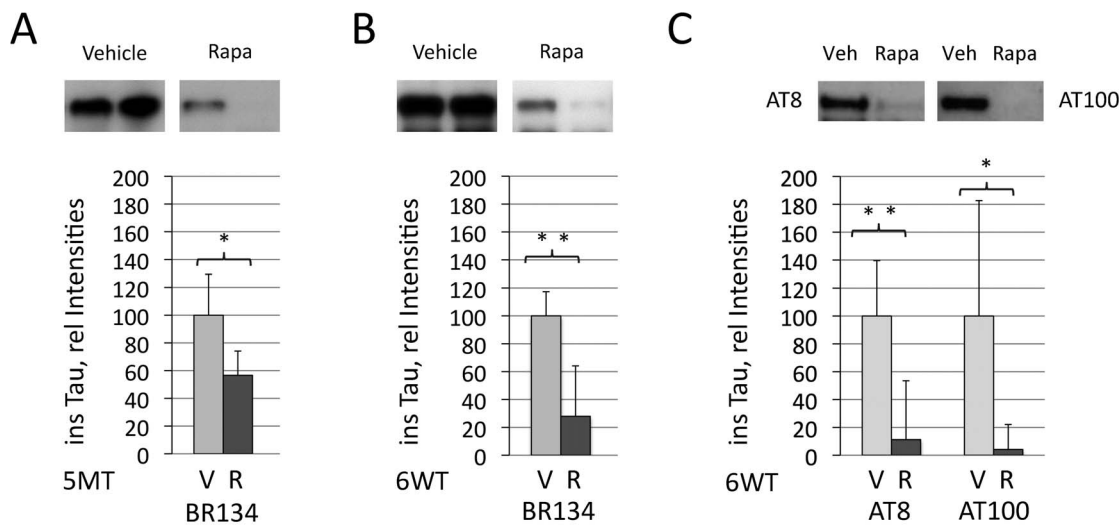 A
Vehicle Rapa
ins Tau, rel Intensities
200
180
160
140
120
100
80
60
40
20
0
*
5MT
V R
BR134
B
Vehicle Rapa
ins Tau, rel Intensities
200
180
160
140
120
100
80
60
40
20
0
* *
6WT
V R
BR134
C
Veh Rapa Veh Rapa
AT8 AT100
ins Tau, rel Intensities
200
180
160
140
120
100
80
60
40
20
0
* * *
6WT
V R V R
AT8 AT100